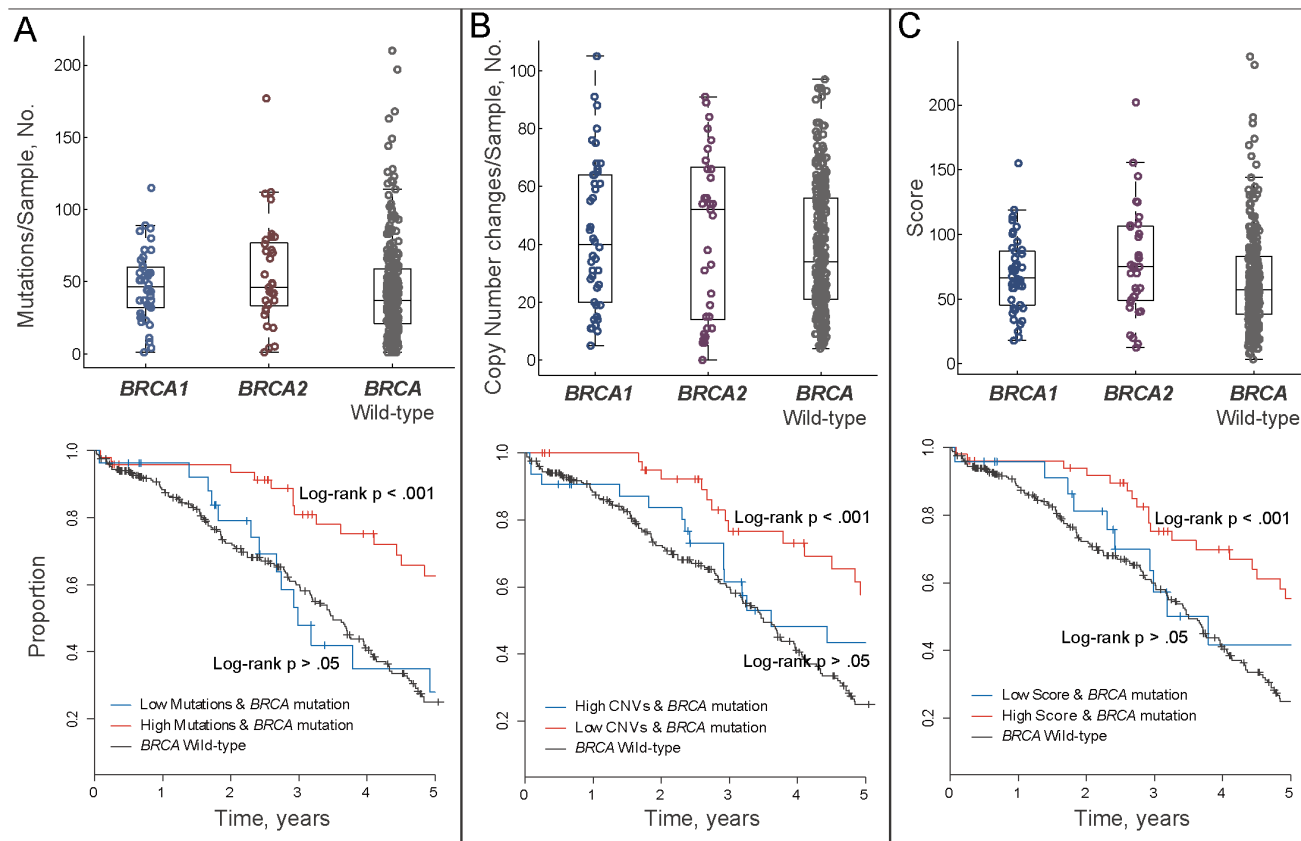 A
Mutations/Sample, No.
200
150
100
50
0
BRCA1
BRCA2
BRCA
Wild-type
Proportion
1.0
0.8
0.6
0.4
0.2
Log-rank p < .001
Log-rank p > .05
Low Mutations & BRCA mutation
High Mutations & BRCA mutation
BRCA Wild-type
0 1 2 3 4 5
Time, years
B
Copy Number changes/Sample, No.
100
80
60
40
20
0
BRCA1
BRCA2
BRCA
Wild-type
1.0
0.8
0.6
0.4
0.2
Log-rank p < .001
Log-rank p > .05
High CNVs & BRCA mutation
Low CNVs & BRCA mutation
BRCA Wild-type
0 1 2 3 4 5
Time, years
C
Score
200
150
100
50
0
BRCA1
BRCA2
BRCA
Wild-type
1.0
0.8
0.6
0.4
0.2
Log-rank p < .001
Log-rank p > .05
Low Score & BRCA mutation
High Score & BRCA mutation
BRCA Wild-type
0 1 2 3 4 5
Time, years